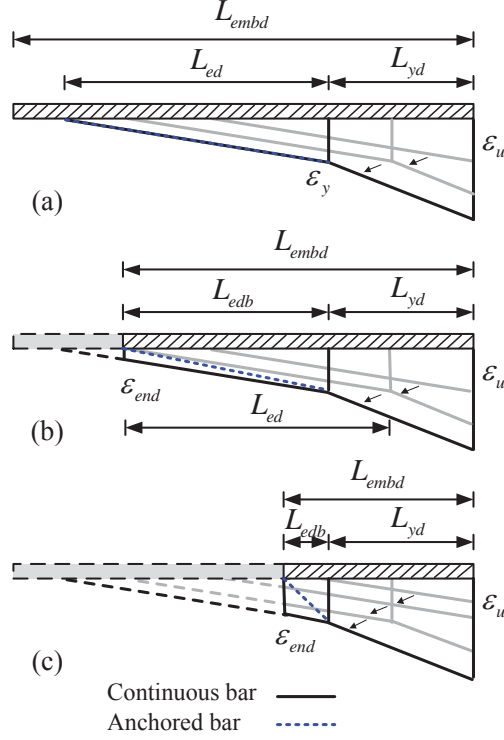 L_embd
L_ed L_yd
ε_u
ε_y
(a)
L_embd
L_edb L_yd
ε_u
ε_end
L_ed
(b)
L_embd
L_edb L_yd
ε_u
ε_end
(c)
Continuous bar
Anchored bar